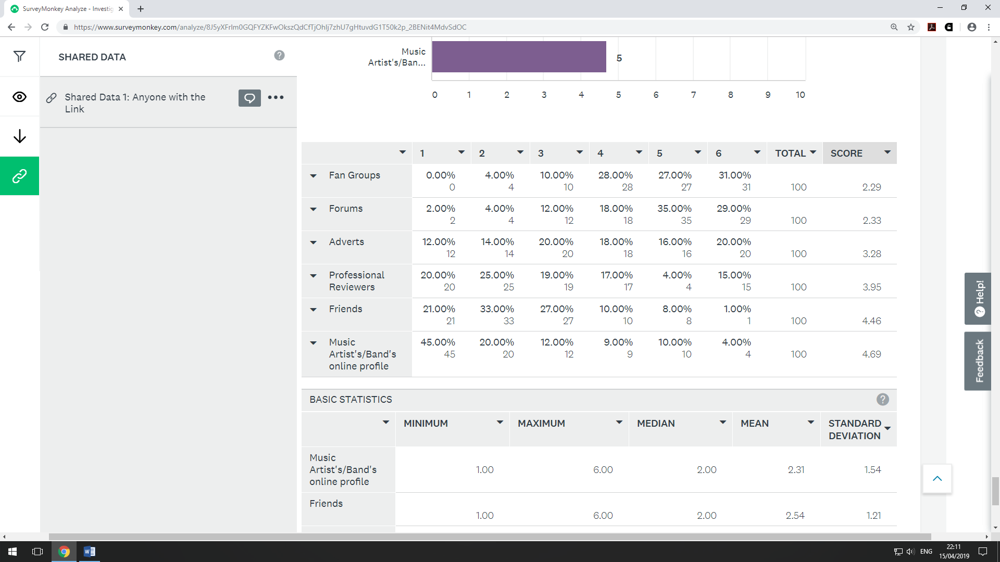 SurveyMonkey Analyze - Investig
https://www.surveymonkey.com/analyze/8J5yXFrIm0GQFYZKFwOkszQdCfTjOhIj7zhU7gHtuvdG1T50k2p_2BENit4MdvSdOC
SHARED DATA
Shared Data 1: Anyone with the
Link
Music
Artist's/Ban...
5
0 1 2 3 4 5 6 7 8 9 10
1 2 3 4 5 6 TOTAL SCORE
Fan Groups 0.00% 4.00% 10.00% 28.00% 27.00% 31.00%
0 4 10 28 27 31 100 2.29
Forums 2.00% 4.00% 12.00% 18.00% 35.00% 29.00%
2 4 12 18 35 29 100 2.33
Adverts 12.00% 14.00% 20.00% 18.00% 16.00% 20.00%
12 14 20 18 16 20 100 3.28
Professional 20.00% 25.00% 19.00% 17.00% 4.00% 15.00%
Reviewers 20 25 19 17 4 15 100 3.95
Friends 21.00% 33.00% 27.00% 10.00% 8.00% 1.00%
21 33 27 10 8 1 100 4.46
Music 45.00% 20.00% 12.00% 9.00% 10.00% 4.00%
Artist's/Band's 45 20 12 9 10 4 100 4.69
online profile
BASIC STATISTICS
MINIMUM MAXIMUM MEDIAN MEAN STANDARD
DEVIATION
Music
Artist's/Band's 1.00 6.00 2.00 2.31 1.54
online profile
Friends
1.00 6.00 2.00 2.54 1.21
Help!
Feedback
ENG
22:11
15/04/2019